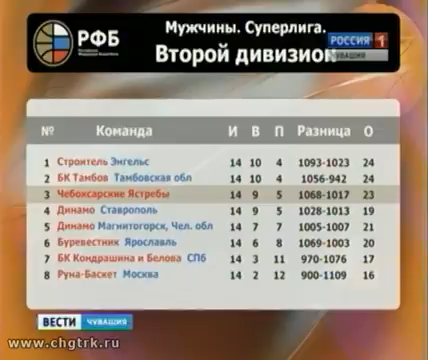 РФБ
Мужчины. Суперлига.
Второй дивизион
РОССИЯ 1
ЧУВАШИЯ
№ Команда И В П Разница О
1 Строитель Энгельс 14 10 4 1093-1023 24
2 БК Тамбов Тамбовская обл 14 10 4 1056-942 24
3 Чебоксарские Ястребы 14 9 5 1068-1017 23
4 Динамо Ставрополь 14 9 5 1028-1013 19
5 Динамо Магнитогорск, Чел. обл 14 7 7 1005-1007 21
6 Буревестник Ярославль 14 6 8 1069-1003 20
7 БК Кондрашина и Белова СПб 14 3 11 970-1076 17
8 Руна-Баскет Москва 14 2 12 900-1109 16
ВЕСТИ ЧУВАШИЯ
www.chgtrk.ru